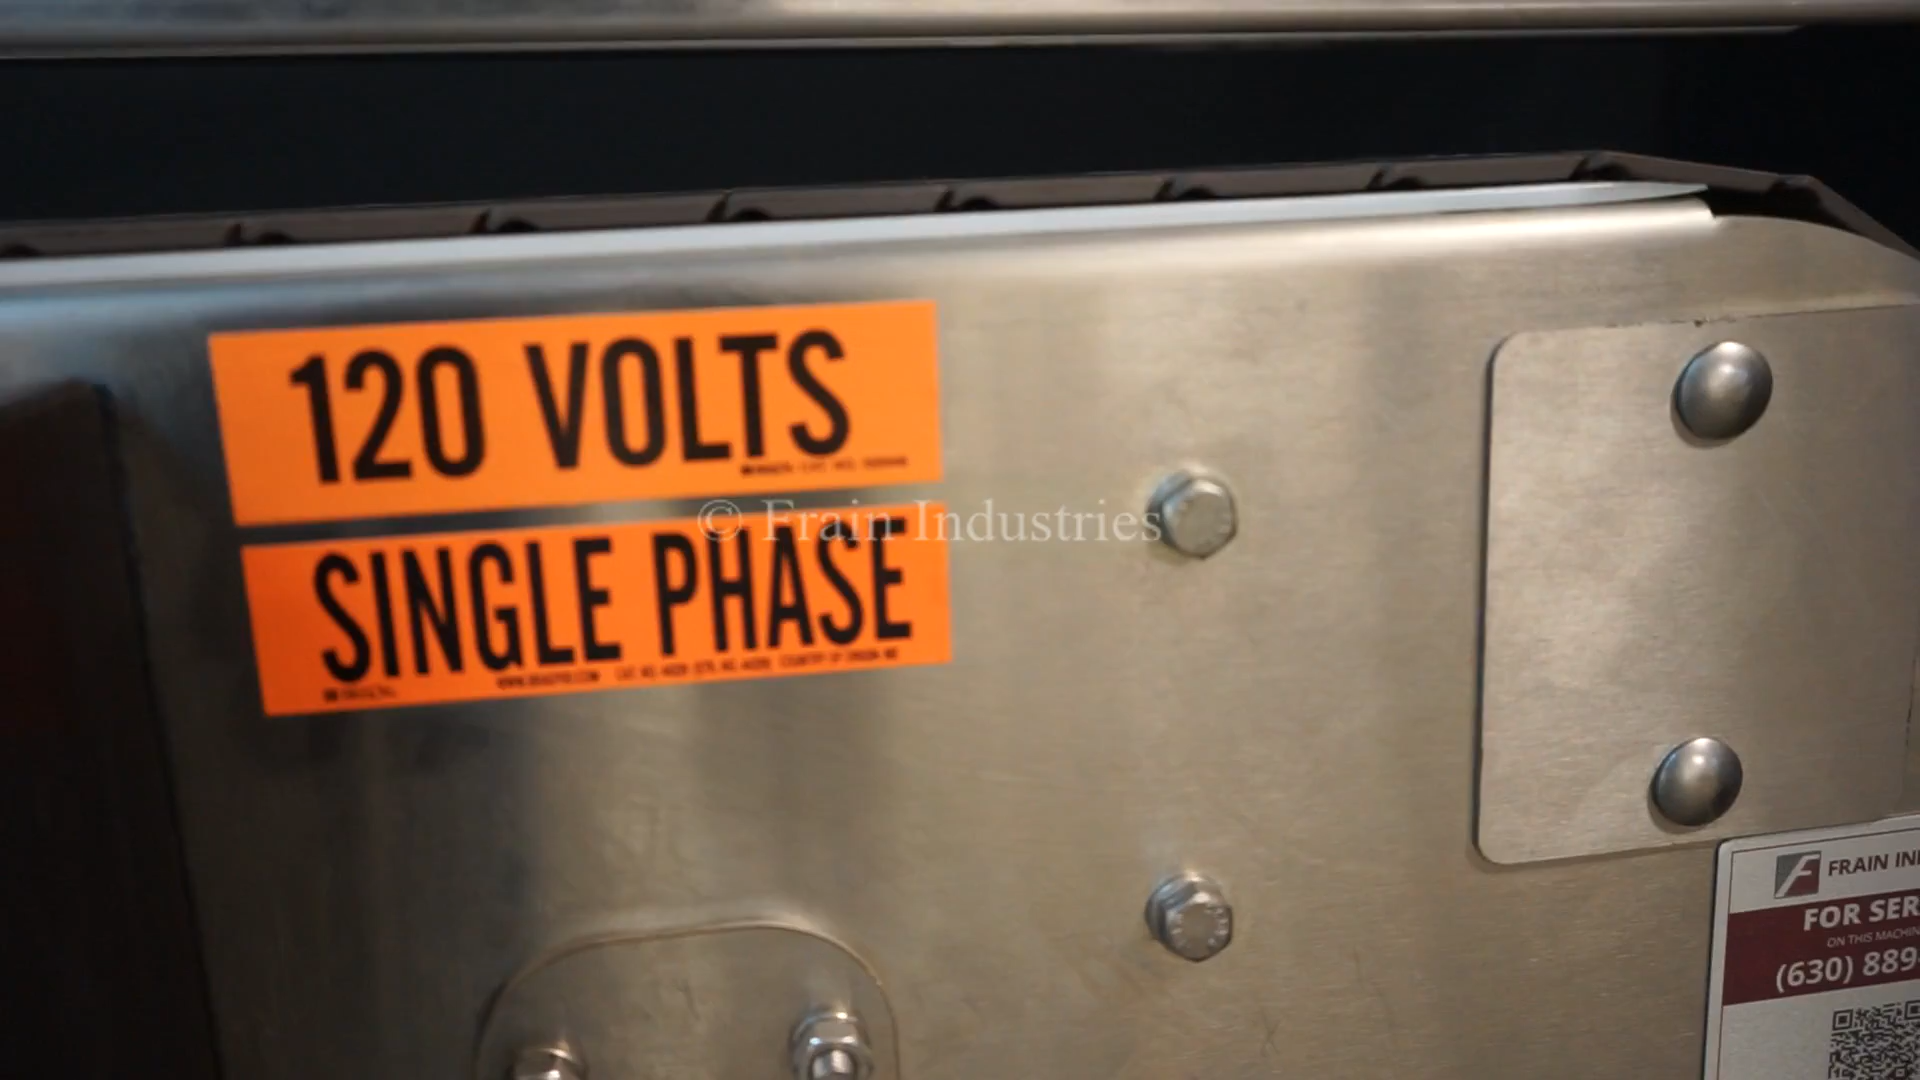 120 VOLTS
© Frain Industries
SINGLE PHASE
FRAIN IN
FOR SER
ON THIS MACHIN
(630) 889